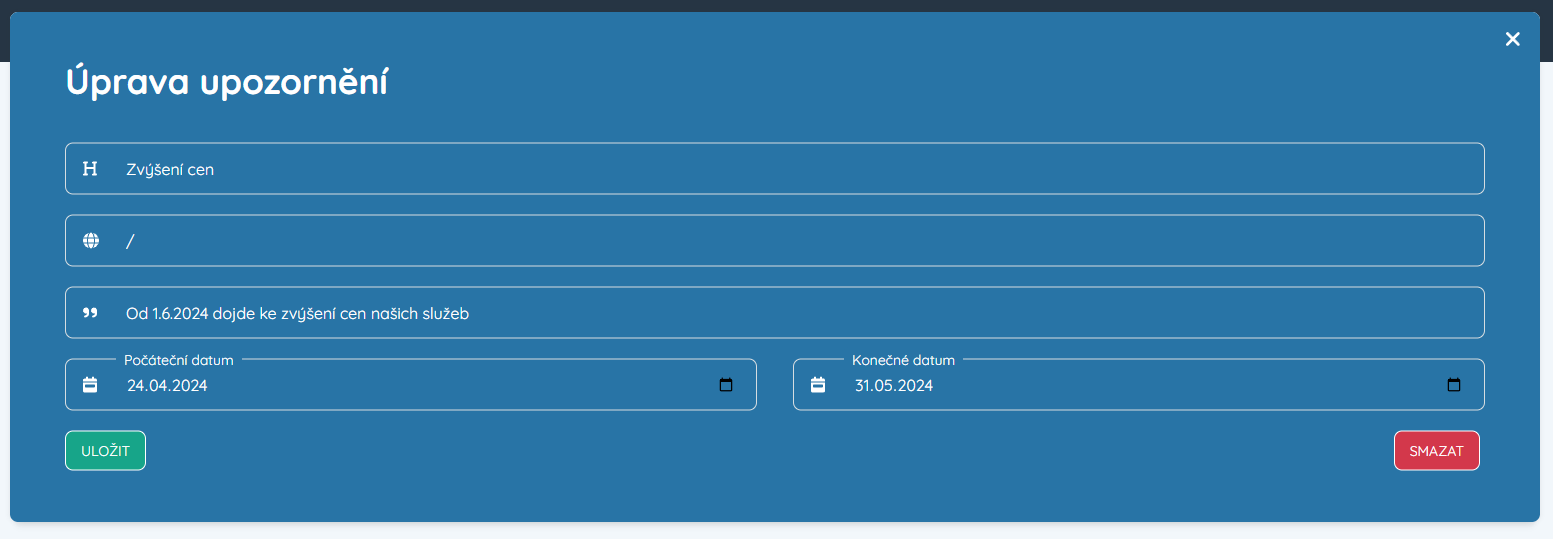 Úprava upozornění
Zvýšení cen
/
Od 1.6.2024 dojde ke zvýšení cen našich služeb
Počáteční datum
24.04.2024
Konečné datum
31.05.2024
ULOŽIT
SMAZAT